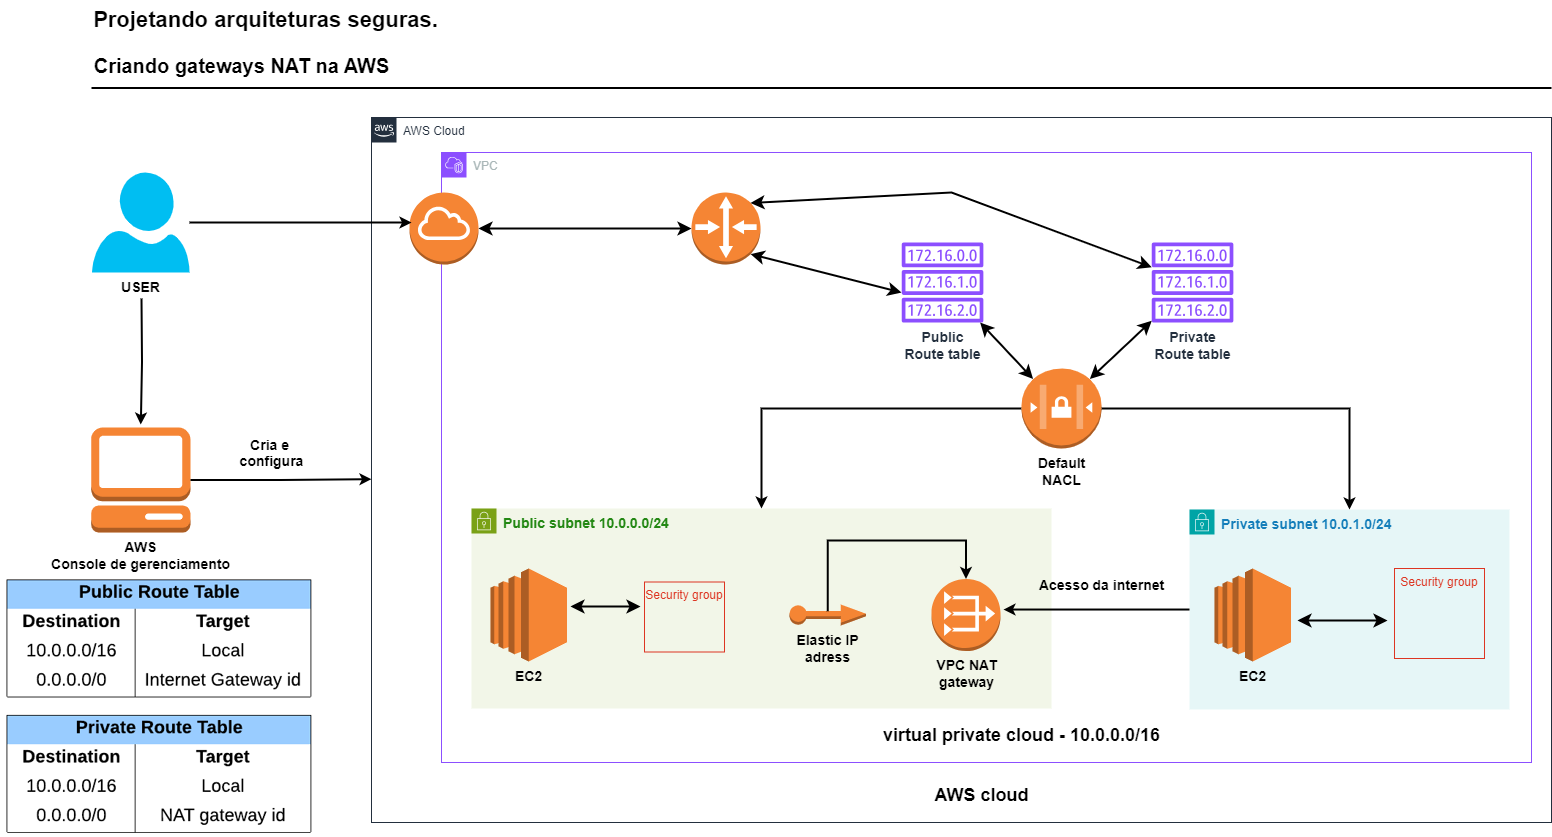 Projetando arquiteturas seguras.
Criando gateways NAT na AWS
aws
AWS Cloud
VPC
USER
172.16.0.0
172.16.1.0
172.16.2.0
Public
Route table
172.16.0.0
172.16.1.0
172.16.2.0
Private
Route table
Default
NACL
Cria e
configura
AWS
Console de gerenciamento
Public subnet 10.0.0.0/24
EC2
Security group
Elastic IP
adress
VPC NAT
gateway
Acesso da internet
Private subnet 10.0.1.0/24
EC2
Security group
virtual private cloud - 10.0.0.0/16
AWS cloud
Public Route Table
Destination Target
10.0.0.0/16 Local
0.0.0.0/0 Internet Gateway id
Private Route Table
Destination Target
10.0.0.0/16 Local
0.0.0.0/0 NAT gateway id